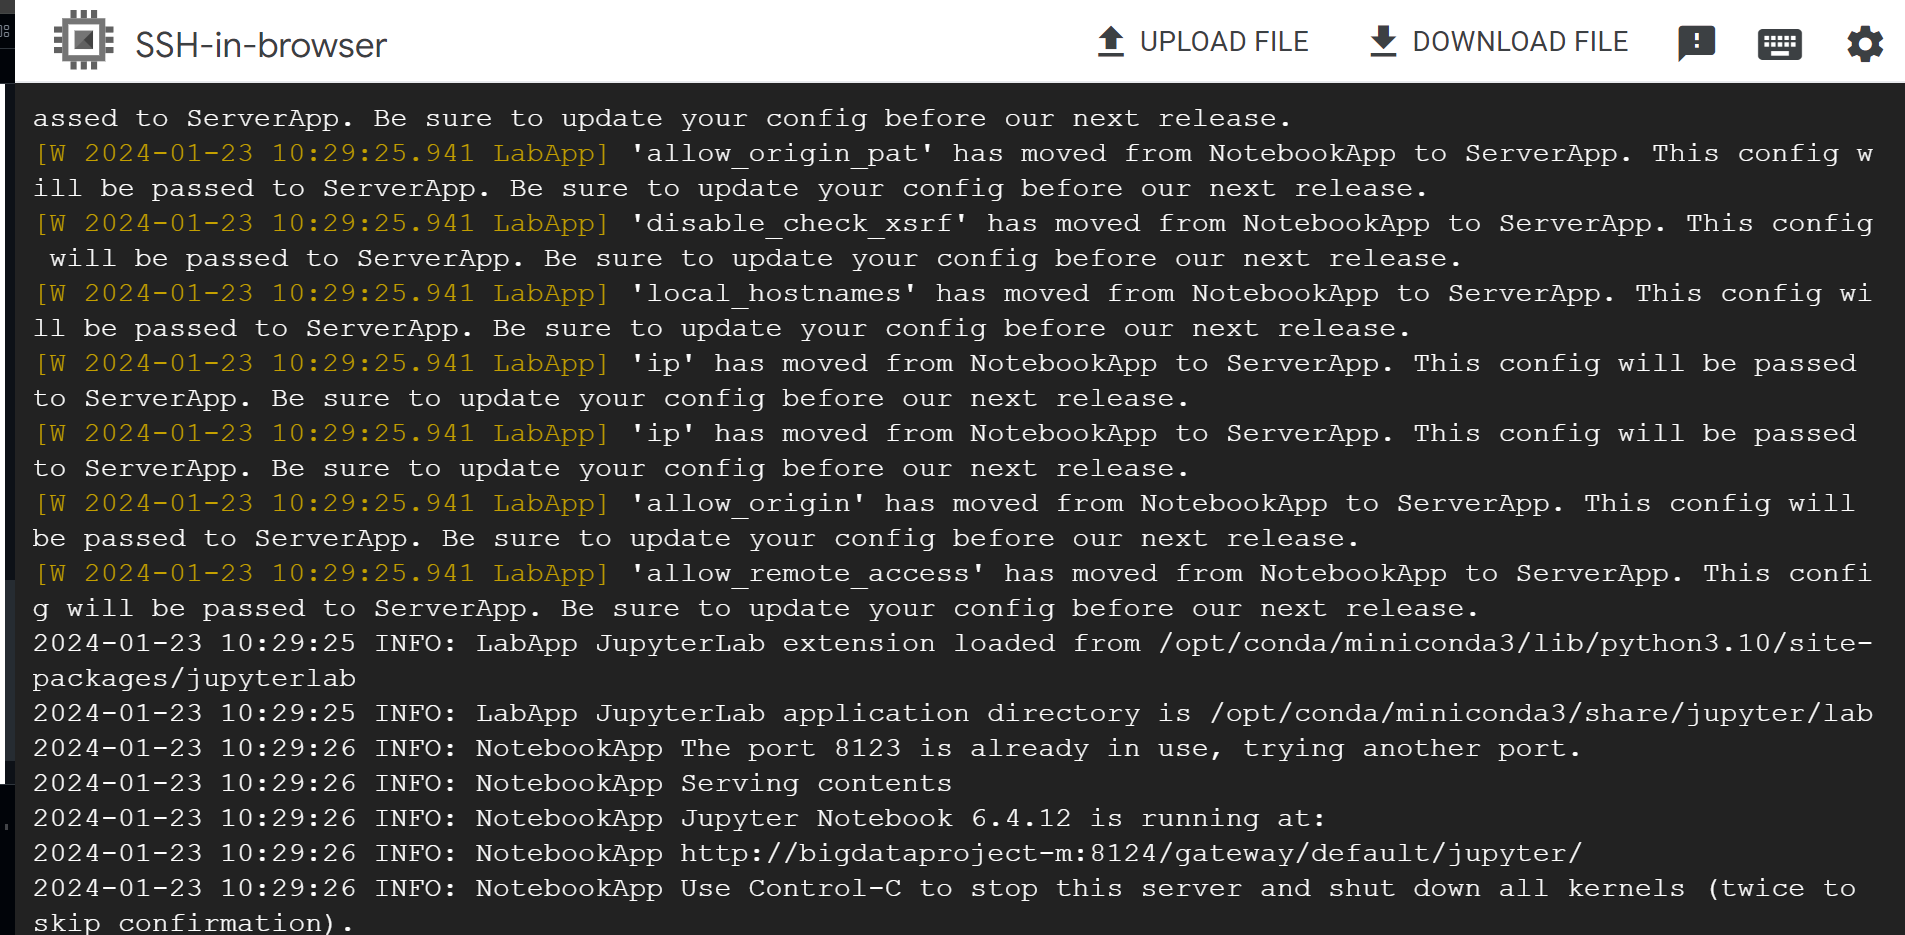 SSH-in-browser
UPLOAD FILE
DOWNLOAD FILE
assed to ServerApp. Be sure to update your config before our next release.
[W 2024-01-23 10:29:25.941 LabApp] 'allow_origin_pat' has moved from NotebookApp to ServerApp. This config w
ill be passed to ServerApp. Be sure to update your config before our next release.
[W 2024-01-23 10:29:25.941 LabApp] 'disable_check_xsrf' has moved from NotebookApp to ServerApp. This config
 will be passed to ServerApp. Be sure to update your config before our next release.
[W 2024-01-23 10:29:25.941 LabApp] 'local_hostnames' has moved from NotebookApp to ServerApp. This config wi
ll be passed to ServerApp. Be sure to update your config before our next release.
[W 2024-01-23 10:29:25.941 LabApp] 'ip' has moved from NotebookApp to ServerApp. This config will be passed
to ServerApp. Be sure to update your config before our next release.
[W 2024-01-23 10:29:25.941 LabApp] 'ip' has moved from NotebookApp to ServerApp. This config will be passed
to ServerApp. Be sure to update your config before our next release.
[W 2024-01-23 10:29:25.941 LabApp] 'allow_origin' has moved from NotebookApp to ServerApp. This config will
be passed to ServerApp. Be sure to update your config before our next release.
[W 2024-01-23 10:29:25.941 LabApp] 'allow_remote_access' has moved from NotebookApp to ServerApp. This confi
g will be passed to ServerApp. Be sure to update your config before our next release.
2024-01-23 10:29:25 INFO: LabApp JupyterLab extension loaded from /opt/conda/miniconda3/lib/python3.10/site-
packages/jupyterlab
2024-01-23 10:29:25 INFO: LabApp JupyterLab application directory is /opt/conda/miniconda3/share/jupyter/lab
2024-01-23 10:29:26 INFO: NotebookApp The port 8123 is already in use, trying another port.
2024-01-23 10:29:26 INFO: NotebookApp Serving contents
2024-01-23 10:29:26 INFO: NotebookApp Jupyter Notebook 6.4.12 is running at:
2024-01-23 10:29:26 INFO: NotebookApp http://bigdataproject-m:8124/gateway/default/jupyter/
2024-01-23 10:29:26 INFO: NotebookApp Use Control-C to stop this server and shut down all kernels (twice to
skip confirmation).